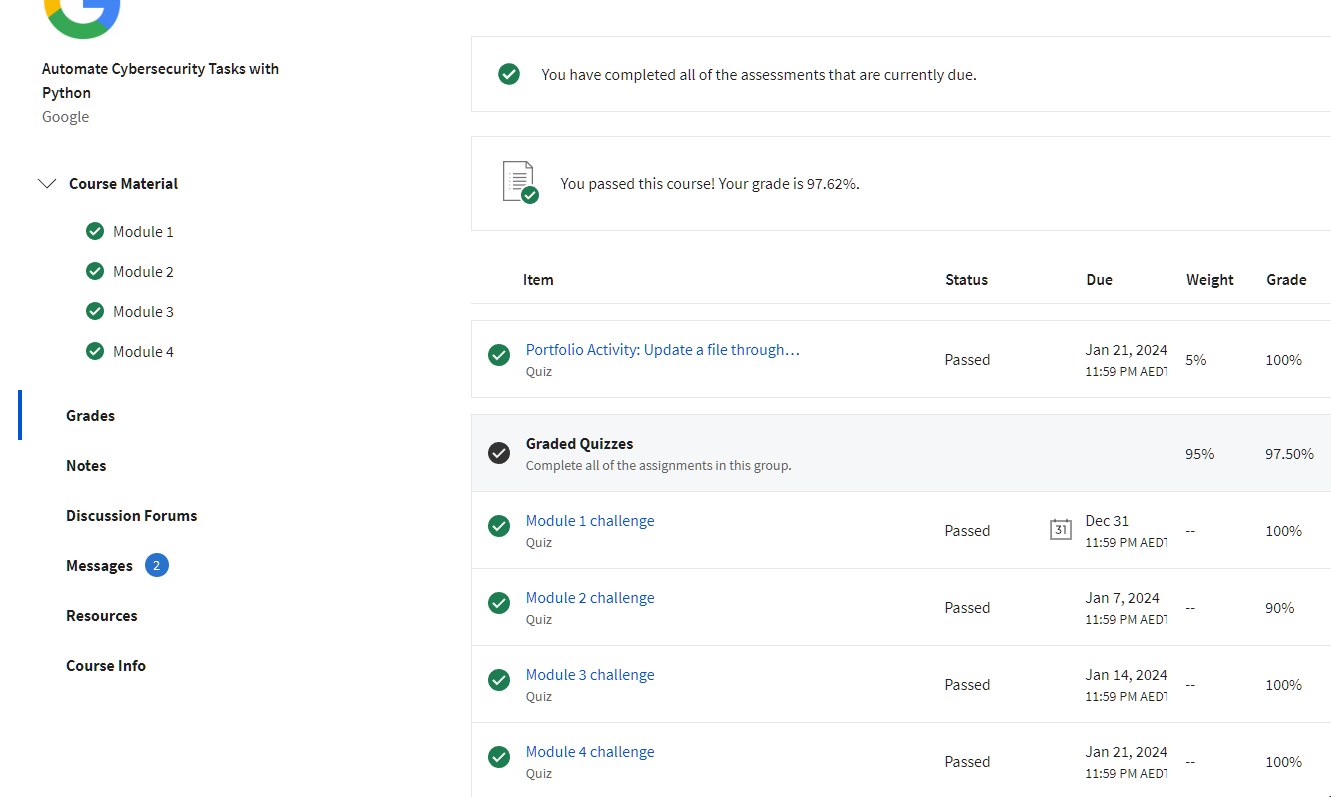 Automate Cybersecurity Tasks with
Python
Google
Course Material
Module 1
Module 2
Module 3
Module 4
Grades
Notes
Discussion Forums
Messages 2
Resources
Course Info
You have completed all of the assessments that are currently due.
You passed this course! Your grade is 97.62%.
Item Status Due Weight Grade
Portfolio Activity: Update a file through… Passed Jan 21, 2024 5% 100%
Quiz 11:59 PM AEDT
Graded Quizzes 95% 97.50%
Complete all of the assignments in this group.
Module 1 challenge Passed 31 Dec 31 -- 100%
Quiz 11:59 PM AEDT
Module 2 challenge Passed Jan 7, 2024 -- 90%
Quiz 11:59 PM AEDT
Module 3 challenge Passed Jan 14, 2024 -- 100%
Quiz 11:59 PM AEDT
Module 4 challenge Passed Jan 21, 2024 -- 100%
Quiz 11:59 PM AEDT